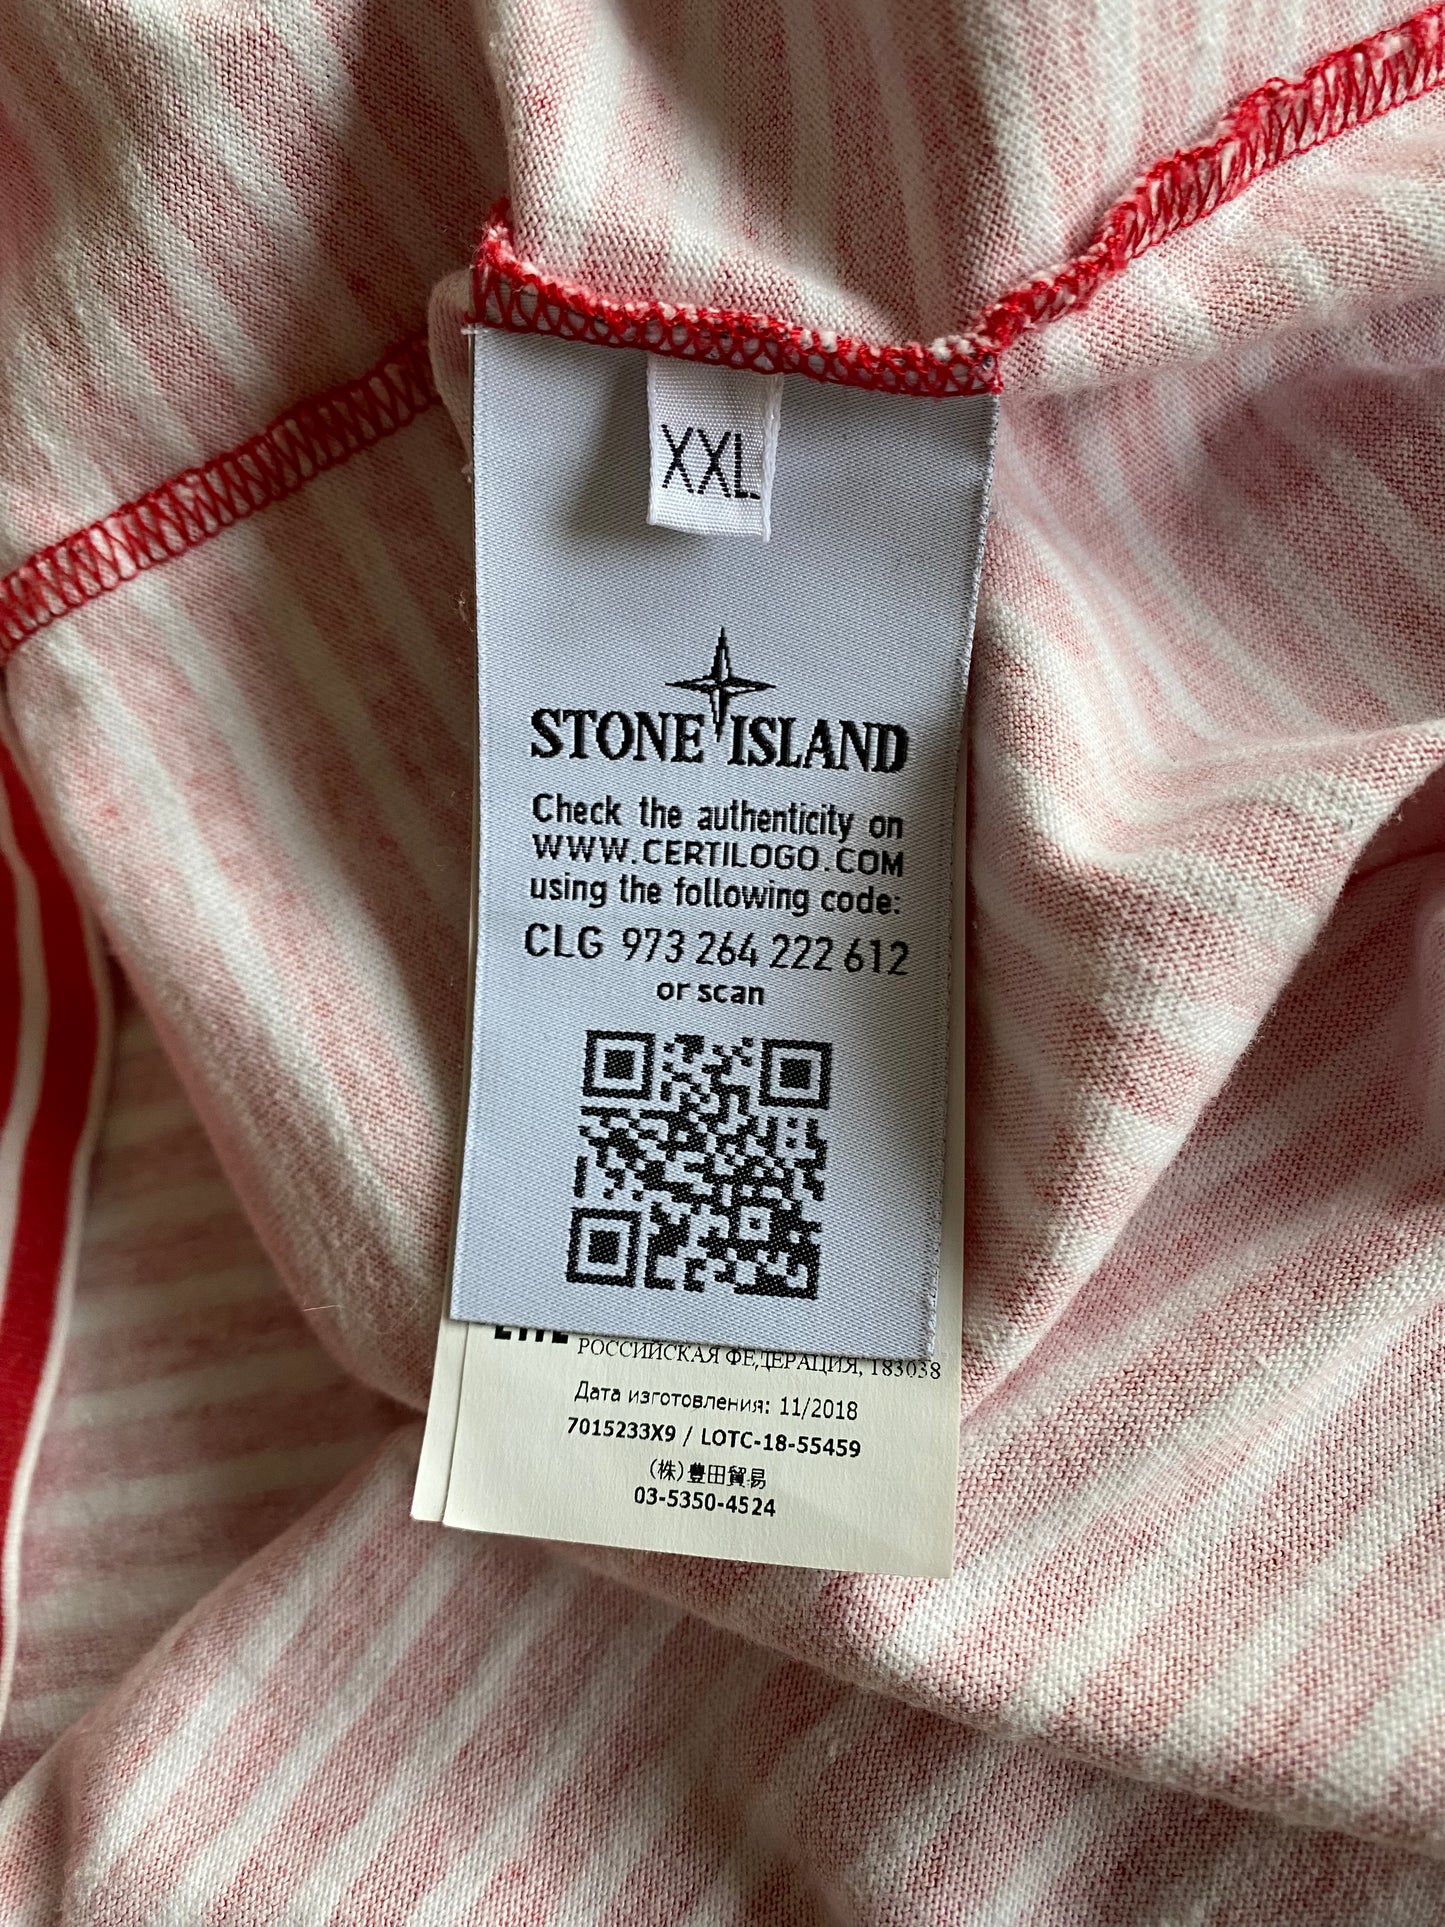 XXL
STONE ISLAND
Check the authenticity on
WWW.CERTILOGO.COM
using the following code:
CLG 973 264 222 612
or scan
РОССИЙСКАЯ ФЕДЕРАЦИЯ, 183038
Дата изготовления: 11/2018
7015233X9 / LOTC-18-55459
(株)豊田貿易
03-5350-4524